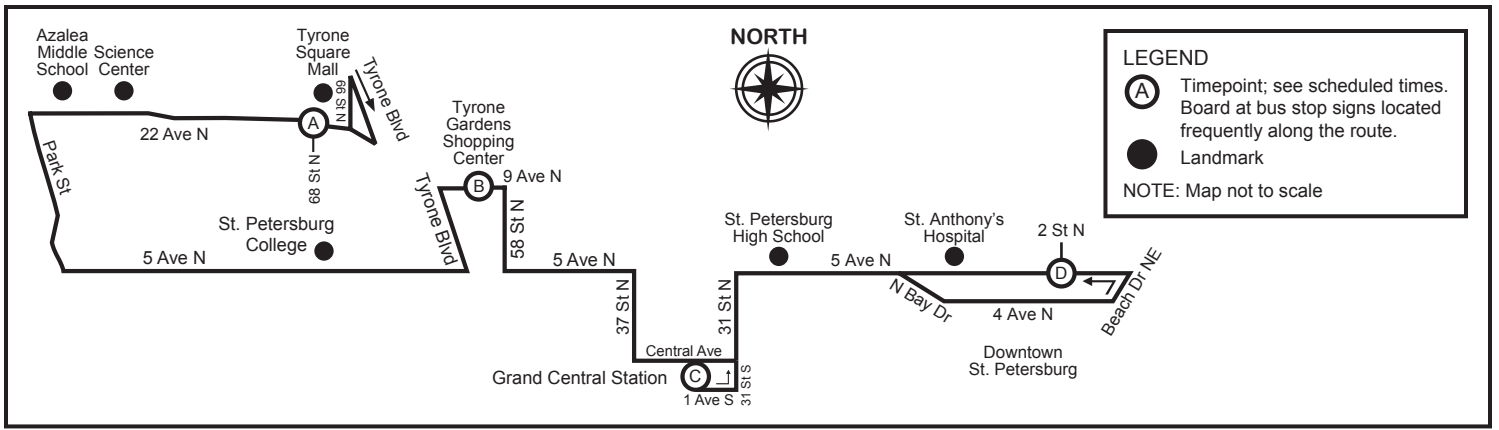 Azalea
Middle
School
Science
Center
Tyrone
Square
Mall
66 St N
Tyrone Blvd
A
22 Ave N
68 St N
Park St
St. Petersburg
College
5 Ave N
Tyrone
Gardens
Shopping
Center
B
9 Ave N
Tyrone Blvd
58 St N
5 Ave N
37 St N
Central Ave
Grand Central Station
C
1 Ave S
31 St S
31 St N
NORTH
St. Petersburg
High School
5 Ave N
St. Anthony's
Hospital
2 St N
D
N Bay Dr
4 Ave N
Beach Dr NE
Downtown
St. Petersburg
LEGEND
A
Timepoint; see scheduled times.
Board at bus stop signs located
frequently along the route.
Landmark
NOTE: Map not to scale